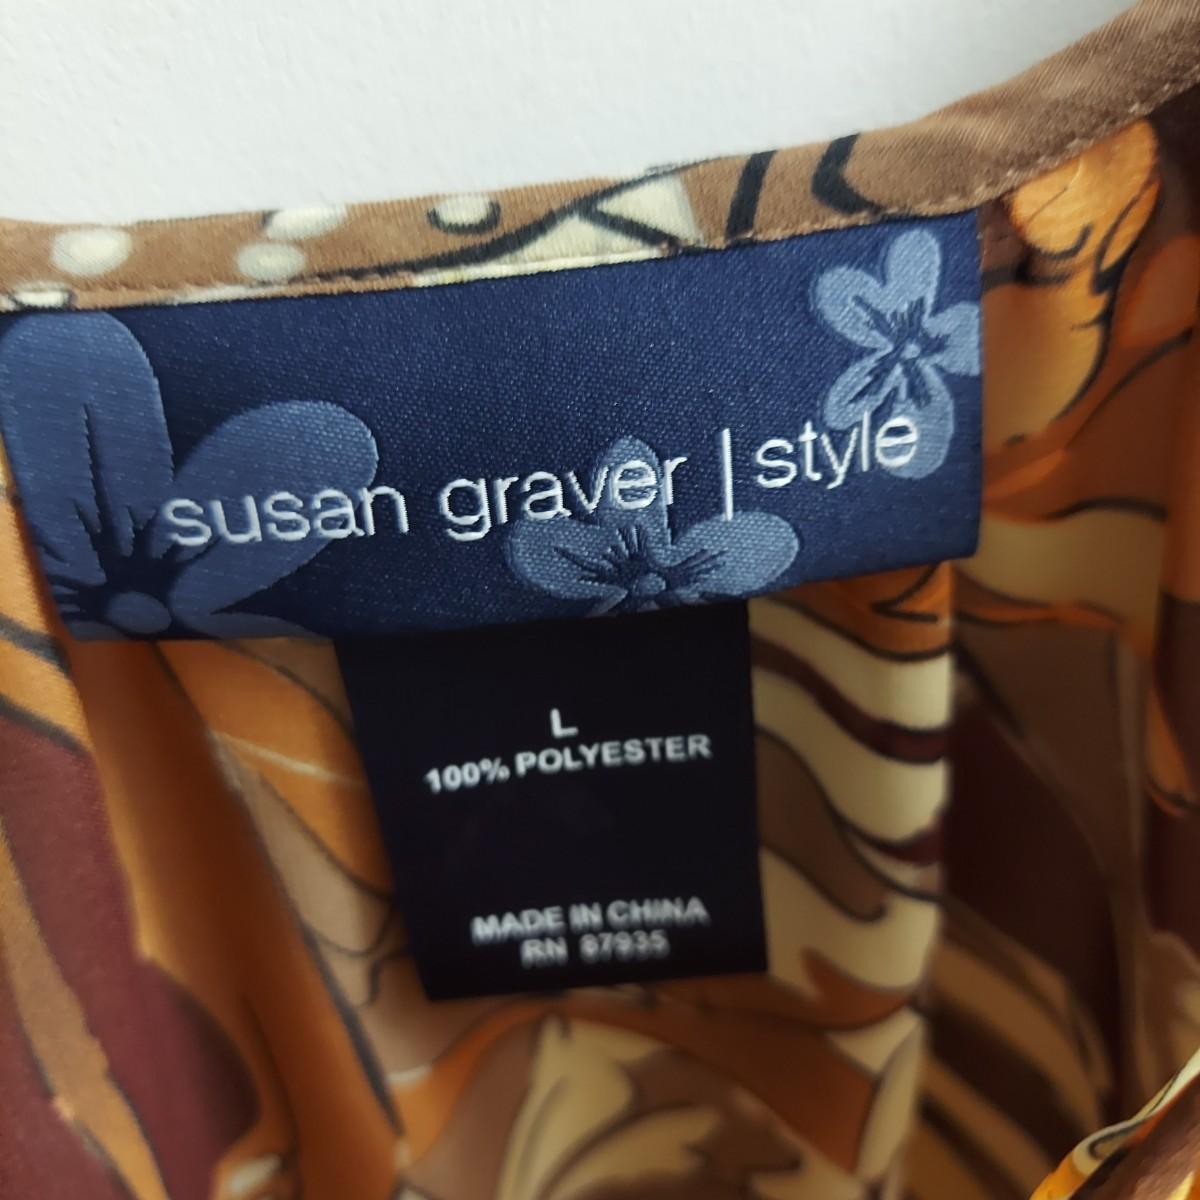 susan graver | style
L
100% POLYESTER
MADE IN CHINA
RN 87935